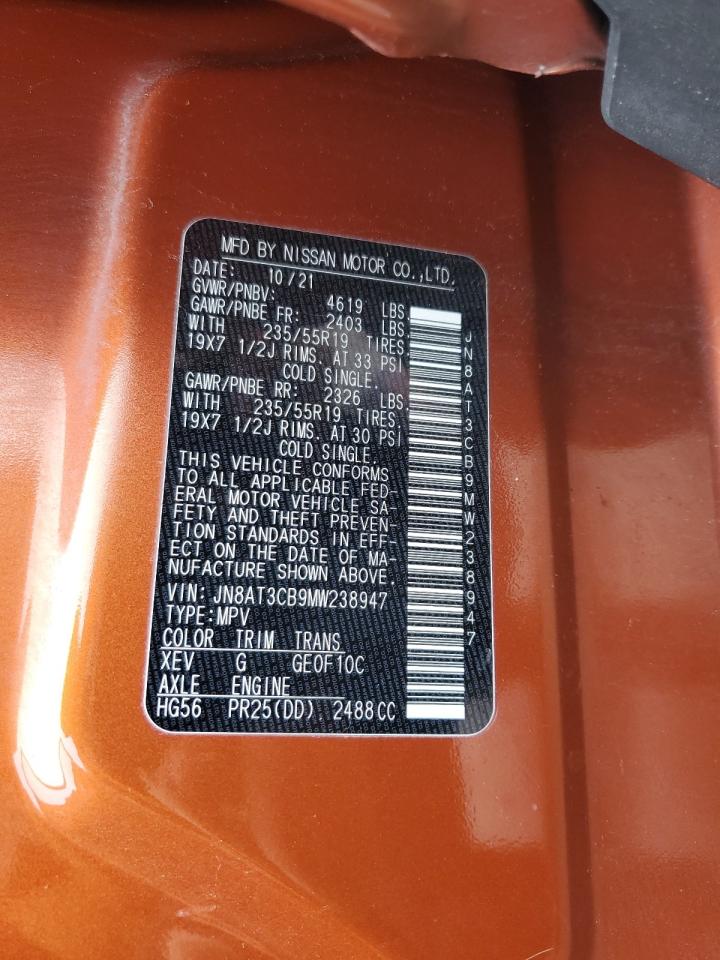 MFD BY NISSAN MOTOR CO.,LTD.
DATE: 10/21
GVWR/PNBV: 4619 LBS.
GAWR/PNBE FR: 2403 LBS.
WITH 235/55R19 TIRES.
19X7 1/2J RIMS. AT 33 PSI
COLD SINGLE.
GAWR/PNBE RR: 2326 LBS.
WITH 235/55R19 TIRES.
19X7 1/2J RIMS. AT 30 PSI
COLD SINGLE.
THIS VEHICLE CONFORMS
TO ALL APPLICABLE FED-
ERAL MOTOR VEHICLE SA-
FETY AND THEFT PREVEN-
TION STANDARDS IN EFF-
ECT ON THE DATE OF MA-
NUFACTURE SHOWN ABOVE.
VIN: JN8AT3CB9MW238947
TYPE:MPV
COLOR TRIM TRANS
XEV G GE0F10C
AXLE ENGINE
HG56 PR25(DD) 2488CC
JN8AT3CB9MW238947